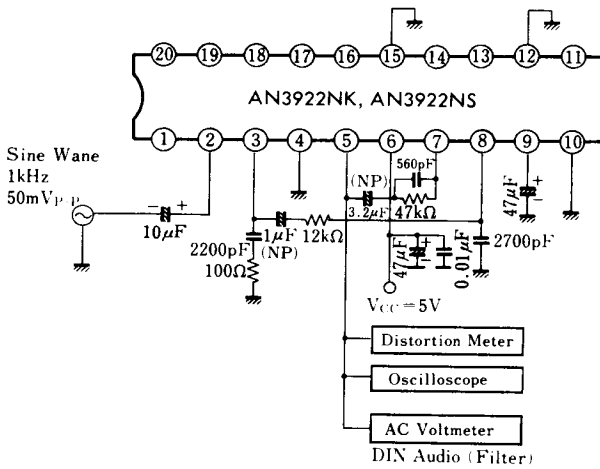 20 19 18 17 16 15 14 13 12 11
AN3922NK, AN3922NS
1 2 3 4 5 6 7 8 9 10
Sine Wane
1kHz
50mVP-P
− +
10μF
560pF
(NP)
3.2μF 47kΩ
1μF 12kΩ
(NP)
2200pF
100Ω
47μF
+
−
0.01μF
2700pF
47μF
+
−
VCC=5V
Distortion Meter
Oscilloscope
AC Voltmeter
DIN Audio (Filter)